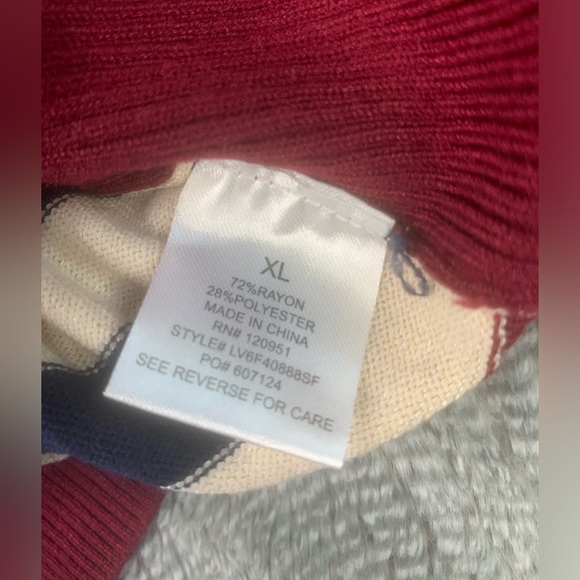 XL
72%RAYON
28%POLYESTER
MADE IN CHINA
RN# 120951
STYLE# LV6F40888SF
PO# 607124
SEE REVERSE FOR CARE